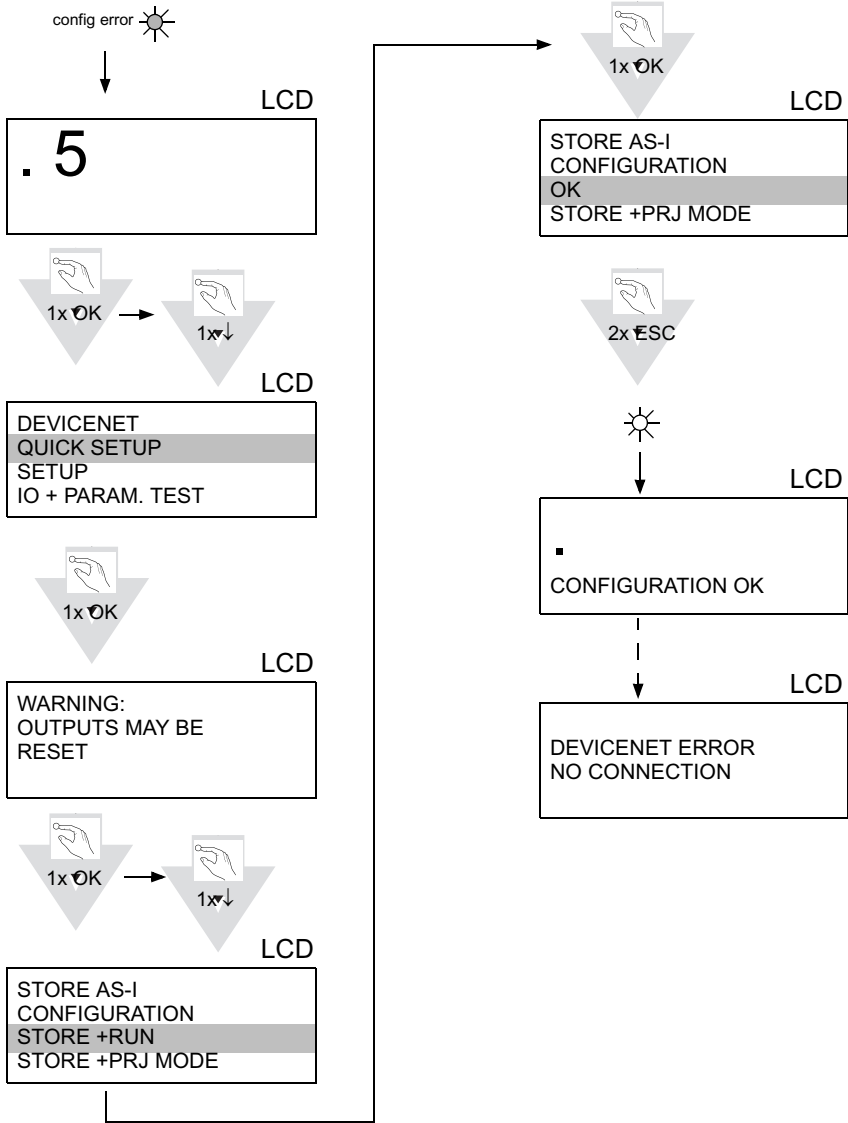 config error
LCD
. 5
1x OK
1x ↓
LCD
DEVICENET
QUICK SETUP
SETUP
IO + PARAM. TEST
1x OK
LCD
WARNING:
OUTPUTS MAY BE
RESET
1x OK
1x ↓
LCD
STORE AS-I
CONFIGURATION
STORE +RUN
STORE +PRJ MODE
1x OK
LCD
STORE AS-I
CONFIGURATION
OK
STORE +PRJ MODE
2x ESC
LCD
.
CONFIGURATION OK
LCD
DEVICENET ERROR
NO CONNECTION